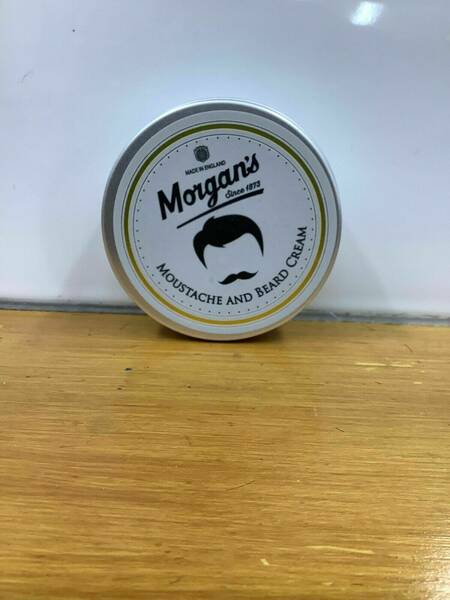 MADE IN ENGLAND
Morgan's
Since 1873
MOUSTACHE AND BEARD CREAM